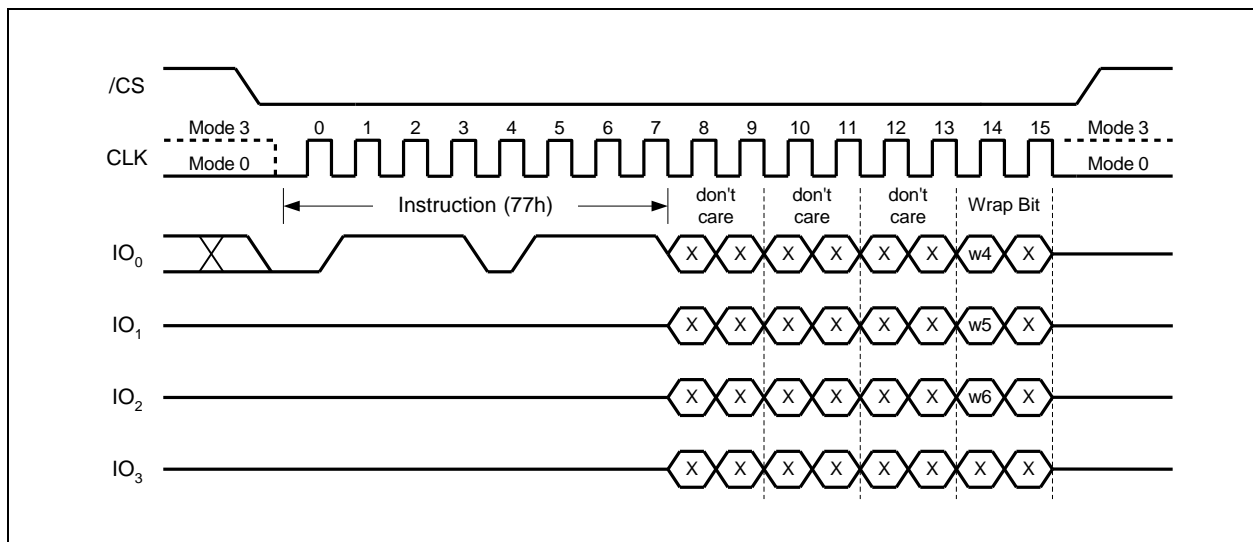 /CS
Mode 3 0 1 2 3 4 5 6 7 8 9 10 11 12 13 14 15 Mode 3
CLK Mode 0 Mode 0
Instruction (77h) don't care don't care don't care Wrap Bit
IO0 X X X X X X w4 X
IO1 X X X X X X w5 X
IO2 X X X X X X w6 X
IO3 X X X X X X X X